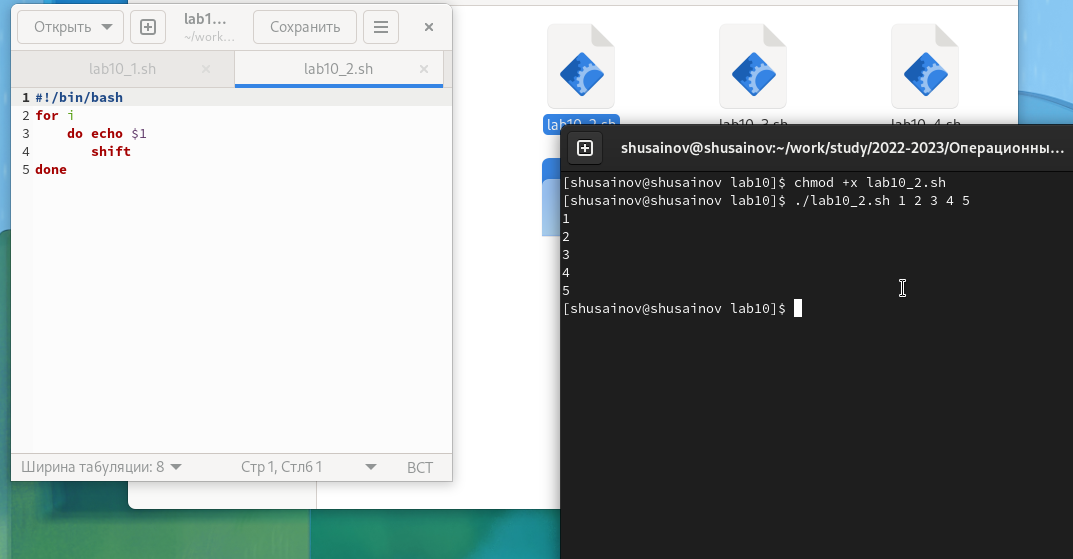 Открыть
lab1…
~/work…
Сохранить
lab10_1.sh
lab10_2.sh
1 #!/bin/bash
2 for i
3     do echo $1
4        shift
5 done
Ширина табуляции: 8
Стр 1, Стлб 1
ВСТ
lab10_2.sh
lab10_3.sh
lab10_4.sh
shusainov@shusainov:~/work/study/2022-2023/Операционны…
[shusainov@shusainov lab10]$ chmod +x lab10_2.sh
[shusainov@shusainov lab10]$ ./lab10_2.sh 1 2 3 4 5
1
2
3
4
5
[shusainov@shusainov lab10]$